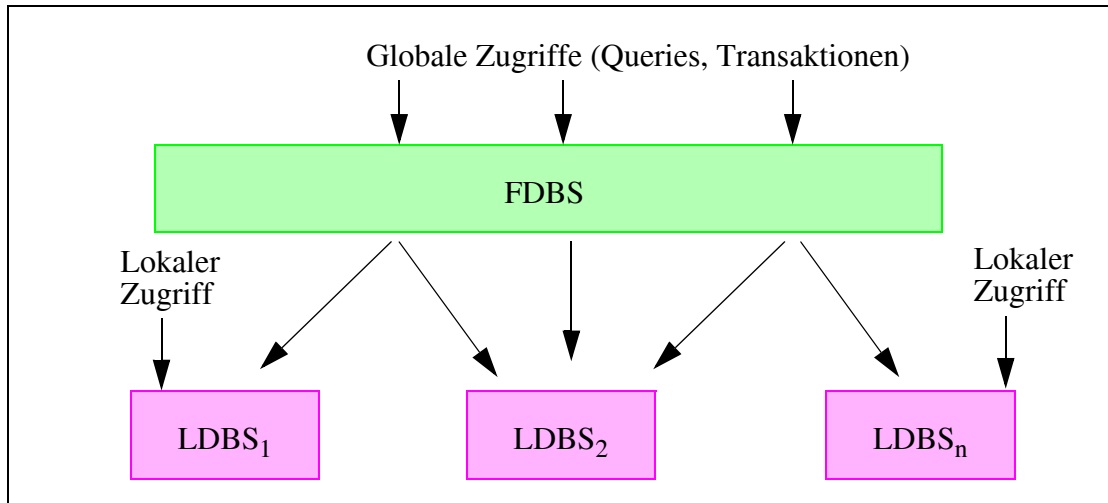 Globale Zugriffe (Queries, Transaktionen)
FDBS
Lokaler
Zugriff
Lokaler
Zugriff
LDBS1
LDBS2
LDBSn